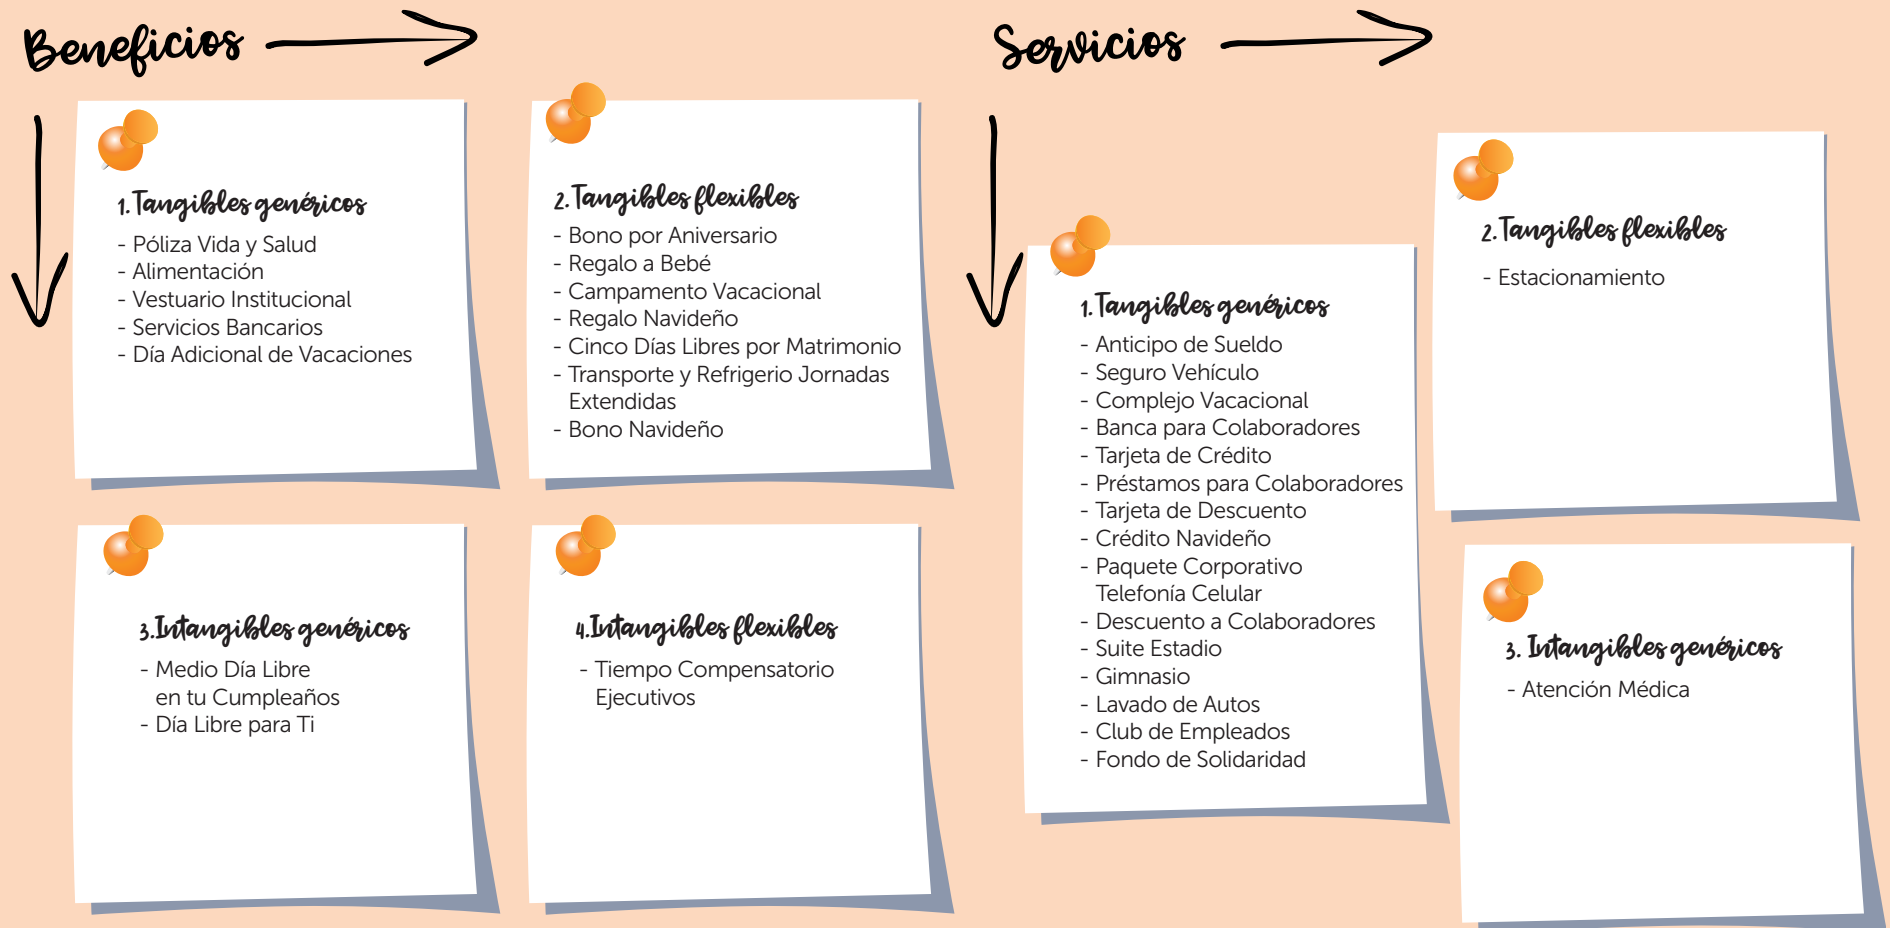 Beneficios
1. Tangibles genéricos
- Póliza Vida y Salud
- Alimentación
- Vestuario Institucional
- Servicios Bancarios
- Día Adicional de Vacaciones
2. Tangibles flexibles
- Bono por Aniversario
- Regalo a Bebé
- Campamento Vacacional
- Regalo Navideño
- Cinco Días Libres por Matrimonio
- Transporte y Refrigerio Jornadas
Extendidas
- Bono Navideño
3.Intangibles genéricos
- Medio Día Libre
en tu Cumpleaños
- Día Libre para Ti
4.Intangibles flexibles
- Tiempo Compensatorio
Ejecutivos
Servicios
1. Tangibles genéricos
- Anticipo de Sueldo
- Seguro Vehículo
- Complejo Vacacional
- Banca para Colaboradores
- Tarjeta de Crédito
- Préstamos para Colaboradores
- Tarjeta de Descuento
- Crédito Navideño
- Paquete Corporativo
Telefonía Celular
- Descuento a Colaboradores
- Suite Estadio
- Gimnasio
- Lavado de Autos
- Club de Empleados
- Fondo de Solidaridad
2. Tangibles flexibles
- Estacionamiento
3. Intangibles genéricos
- Atención Médica